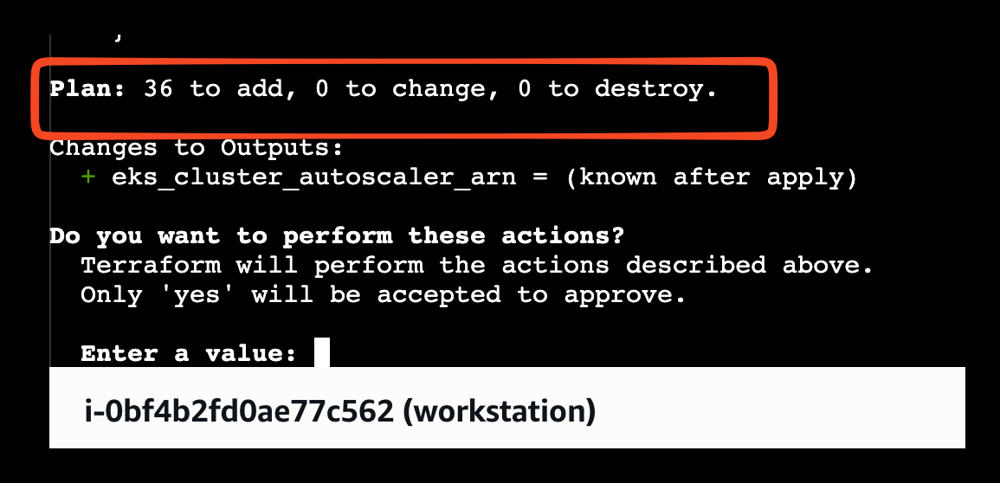 Plan: 36 to add, 0 to change, 0 to destroy.
Changes to Outputs:
+ eks_cluster_autoscaler_arn = (known after apply)
Do you want to perform these actions?
Terraform will perform the actions described above.
Only 'yes' will be accepted to approve.
Enter a value:
i-0bf4b2fd0ae77c562 (workstation)